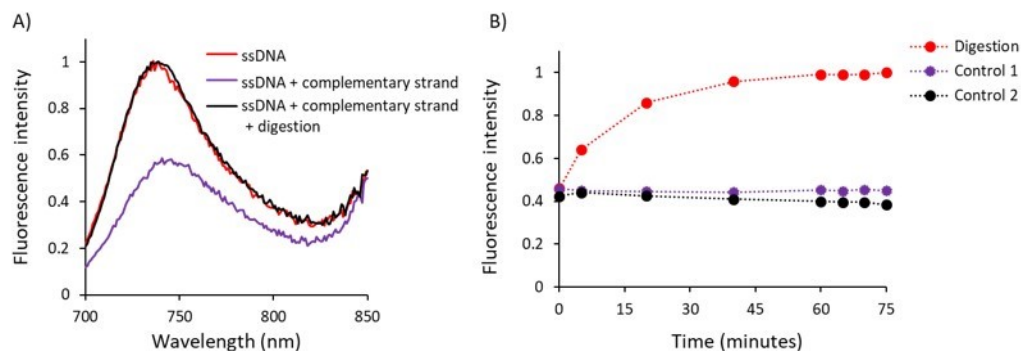 A)
Fluorescence intensity
1
0.8
0.6
0.4
0.2
0
700
750
800
850
Wavelength (nm)
ssDNA
ssDNA + complementary strand
ssDNA + complementary strand
+ digestion
B)
Fluorescence intensity
1
0.8
0.6
0.4
0.2
0
0
15
30
45
60
75
Time (minutes)
Digestion
Control 1
Control 2